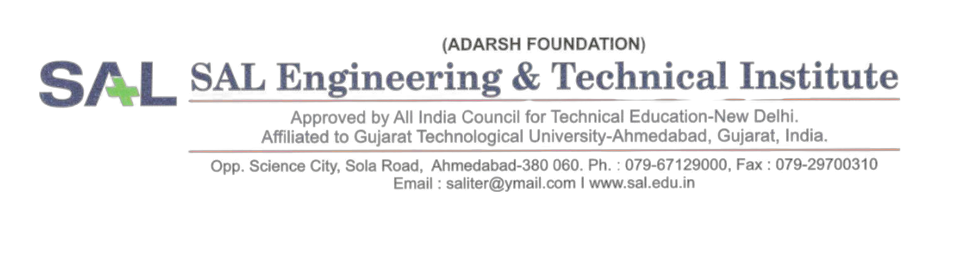 (ADARSH FOUNDATION)
SAL SAL Engineering & Technical Institute
Approved by All India Council for Technical Education-New Delhi.
Affiliated to Gujarat Technological University-Ahmedabad, Gujarat, India.
Opp. Science City, Sola Road, Ahmedabad-380 060. Ph. : 079-67129000, Fax : 079-29700310
Email : saliter@ymail.com I www.sal.edu.in